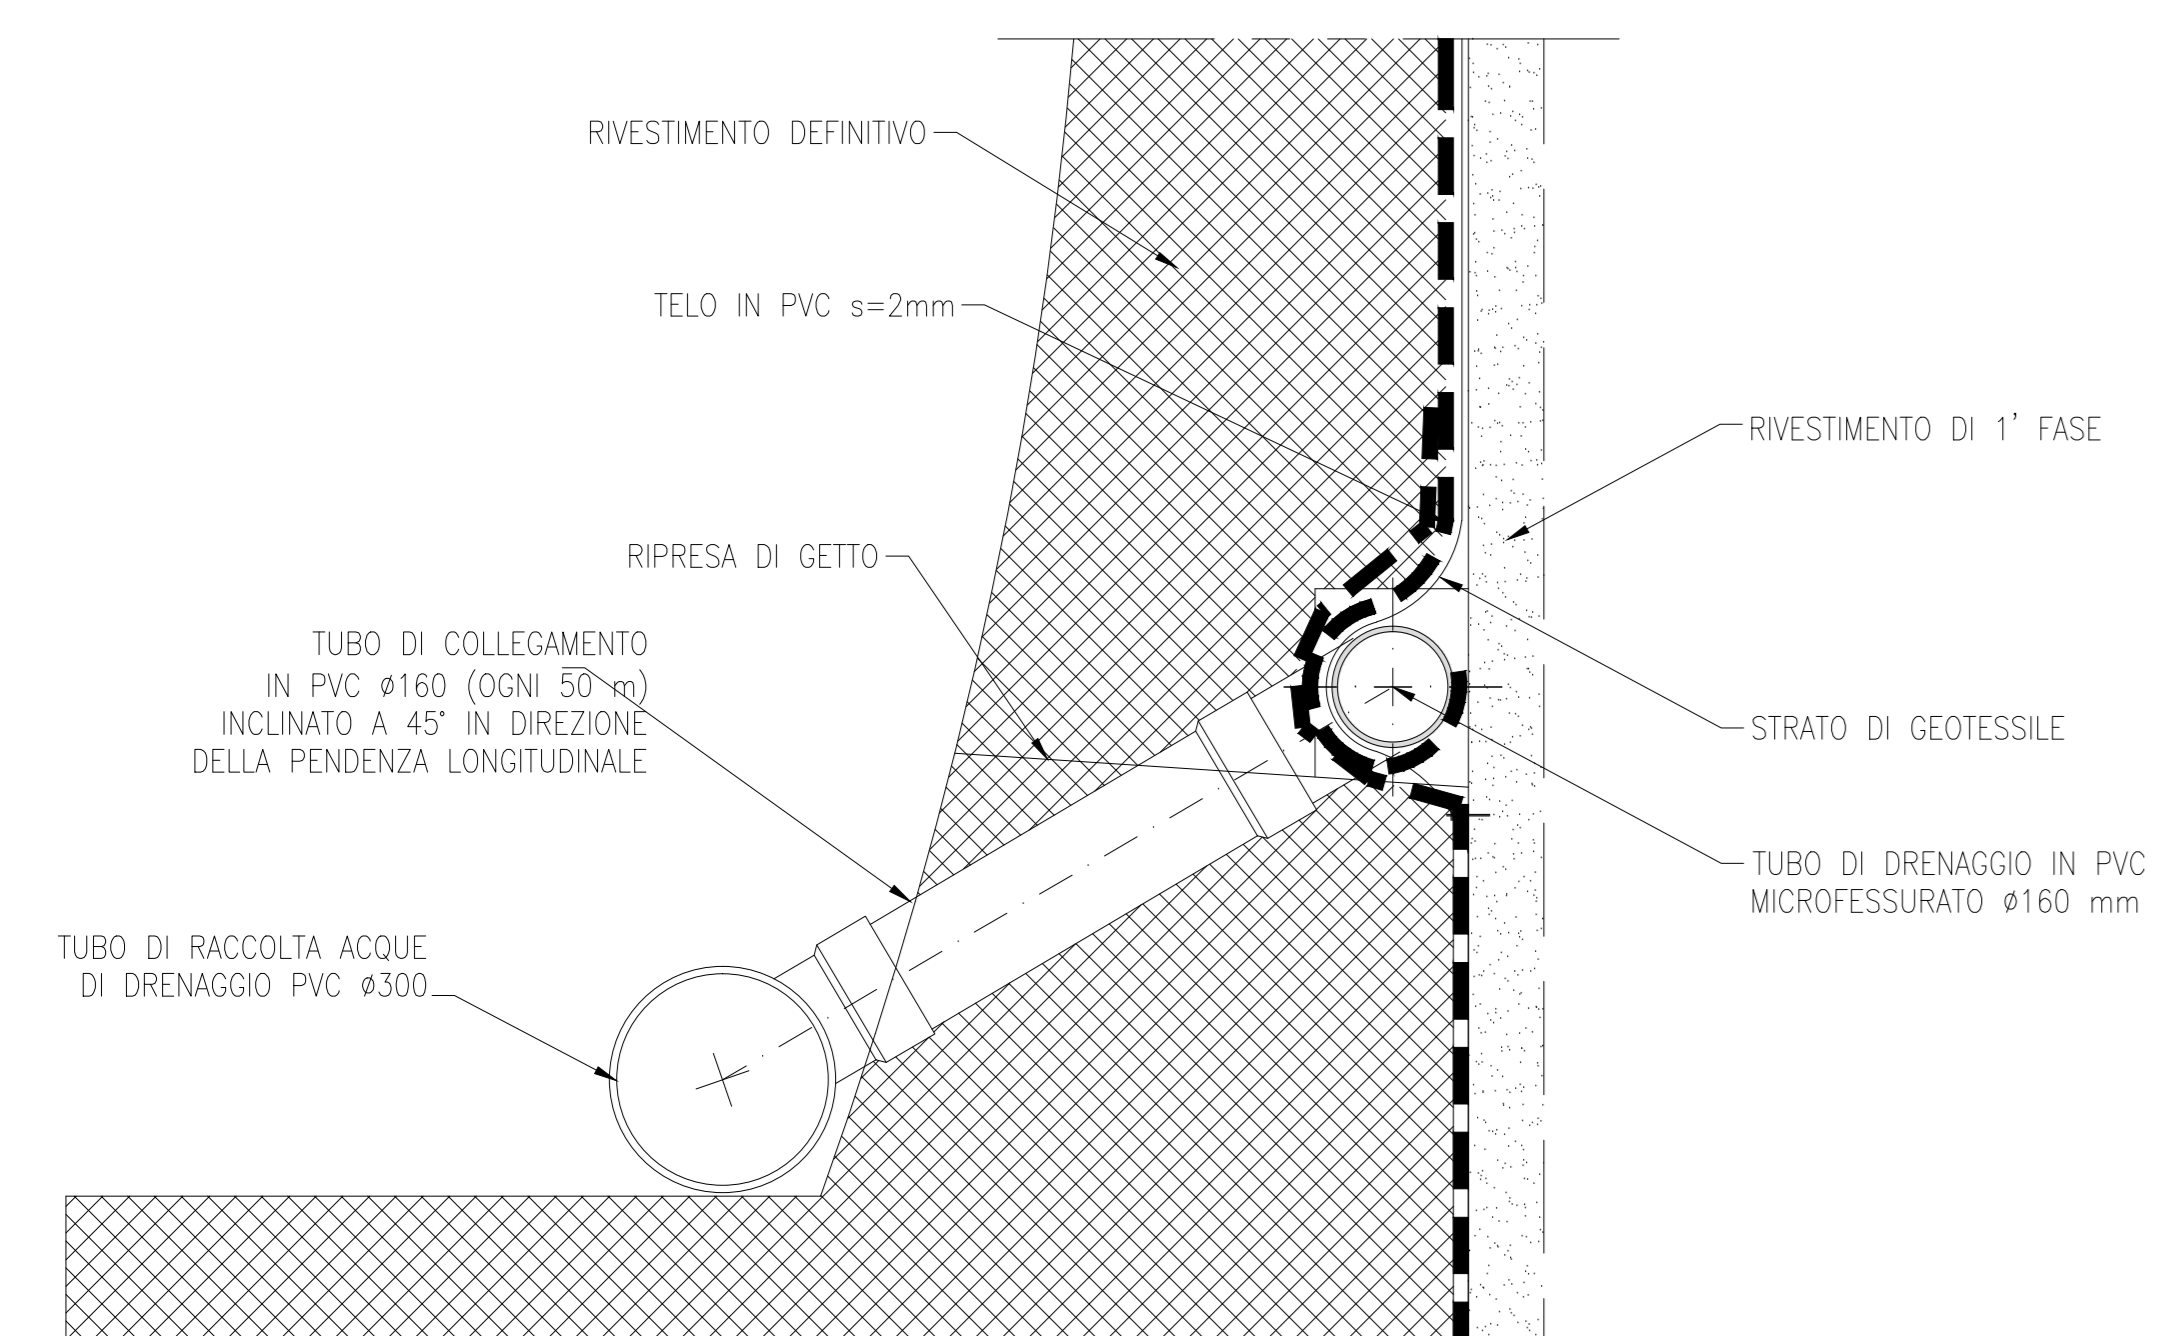 RIVESTIMENTO DEFINITIVO
TELO IN PVC s=2mm
RIVESTIMENTO DI 1' FASE
RIPRESA DI GETTO
TUBO DI COLLEGAMENTO
IN PVC ø160 (OGNI 50 m)
INCLINATO A 45° IN DIREZIONE
DELLA PENDENZA LONGITUDINALE
STRATO DI GEOTESSILE
TUBO DI DRENAGGIO IN PVC
MICROFESSURATO ø160 mm
TUBO DI RACCOLTA ACQUE
DI DRENAGGIO PVC ø300